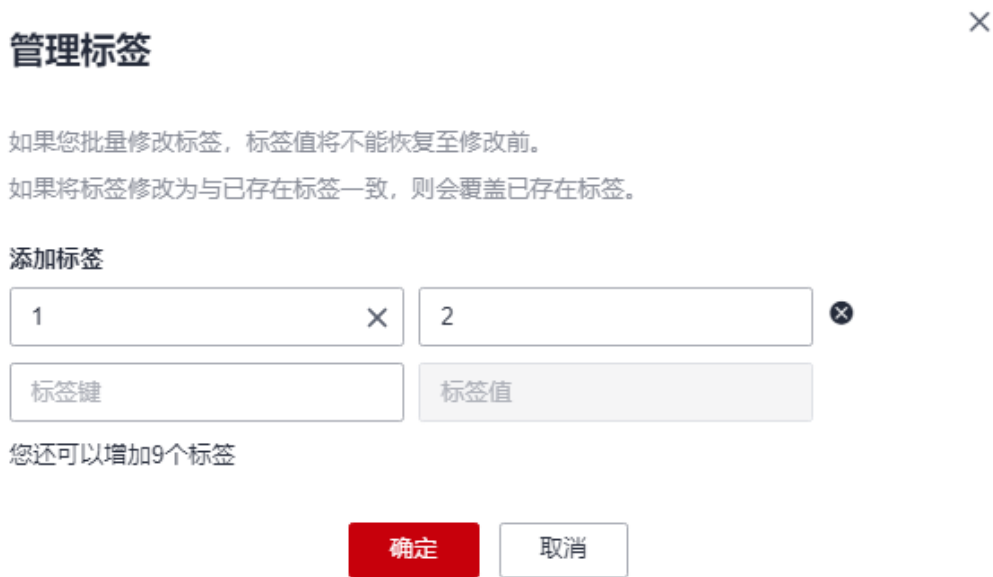 管理标签
如果您批量修改标签，标签值将不能恢复至修改前。
如果将标签修改为与已存在标签一致，则会覆盖已存在标签。
添加标签
1 2
标签键 标签值
您还可以增加9个标签
确定 取消